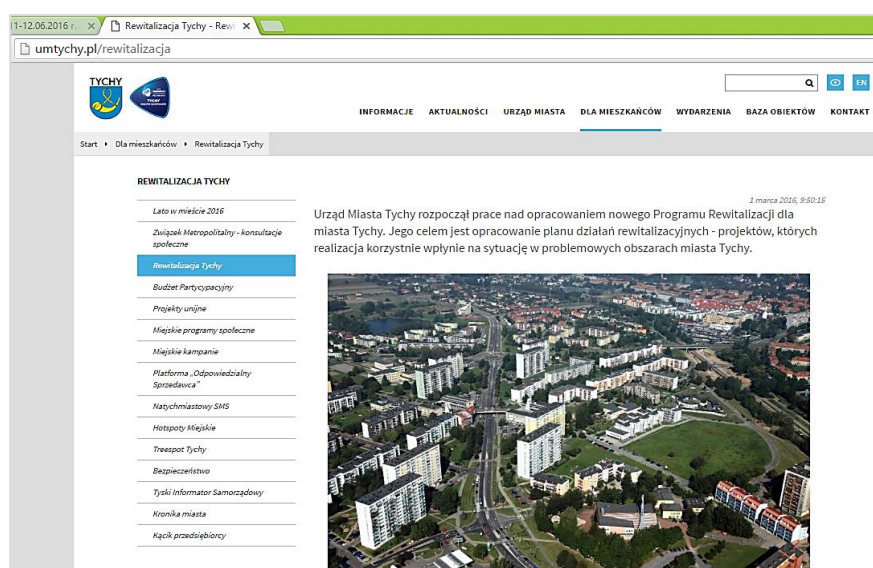 11-12.06.2016 r.
Rewitalizacja Tychy - Rewi
umtychy.pl/rewitalizacja
TYCHY
TYCHY
EN
INFORMACJE AKTUALNOŚCI URZĄD MIASTA DLA MIESZKAŃCÓW WYDARZENIA BAZA OBIEKTÓW KONTAKT
Start Dla mieszkańców Rewitalizacja Tychy
REWITALIZACJA TYCHY
Lato w mieście 2016
Związek Metropolitalny - konsultacje
społeczne
Rewitalizacja Tychy
Budżet Partycypacyjny
Projekty unijne
Miejskie programy społeczne
Miejskie kampanie
Platforma „Odpowiedzialny
Sprzedawca"
Natychmiastowy SMS
Hotspoty Miejskie
Treespot Tychy
Bezpieczeństwo
Tyski Informator Samorządowy
Kronika miasta
Kącik przedsiębiorcy
1 marca 2016, 9:50:15
Urząd Miasta Tychy rozpoczął prace nad opracowaniem nowego Programu Rewitalizacji dla
miasta Tychy. Jego celem jest opracowanie planu działań rewitalizacyjnych - projektów, których
realizacja korzystnie wpłynie na sytuację w problemowych obszarach miasta Tychy.